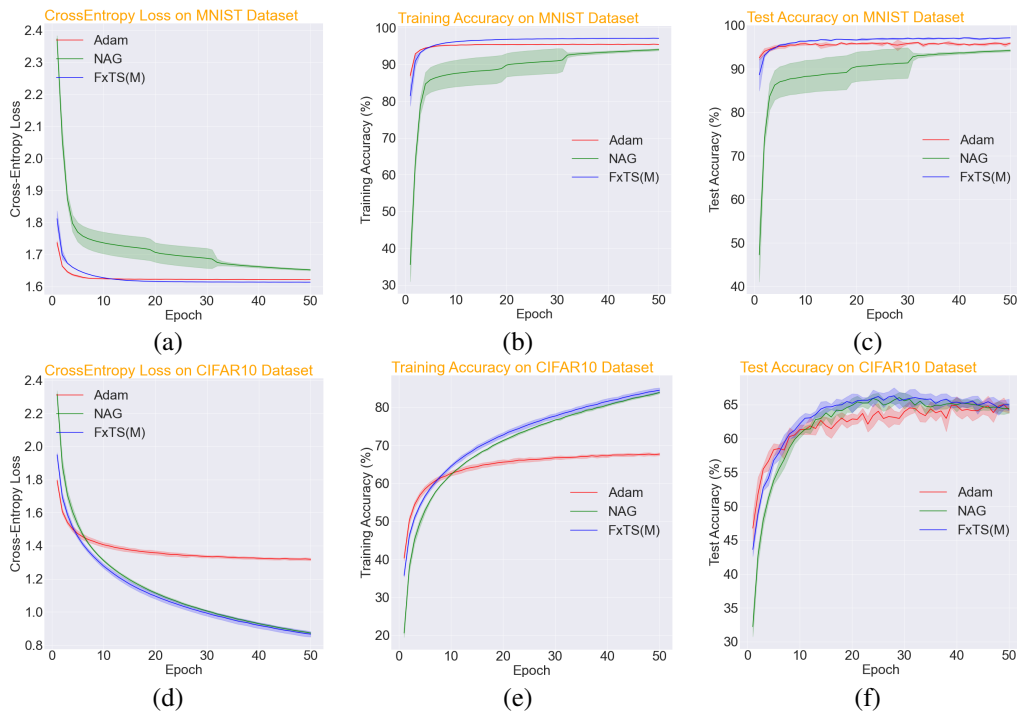 CrossEntropy Loss on MNIST Dataset
2.4
2.3
2.2
2.1
2.0
1.9
1.8
1.7
1.6
Cross-Entropy Loss
Adam
NAG
FxTS(M)
0
10
20
30
40
50
Epoch
(a)
Training Accuracy on MNIST Dataset
100
90
80
70
60
50
40
30
Training Accuracy (%)
Adam
NAG
FxTS(M)
0
10
20
30
40
50
Epoch
(b)
Test Accuracy on MNIST Dataset
100
90
80
70
60
50
40
Test Accuracy (%)
Adam
NAG
FxTS(M)
0
10
20
30
40
50
Epoch
(c)
CrossEntropy Loss on CIFAR10 Dataset
2.4
2.2
2.0
1.8
1.6
1.4
1.2
1.0
0.8
Cross-Entropy Loss
Adam
NAG
FxTS(M)
0
10
20
30
40
50
Epoch
(d)
Training Accuracy on CIFAR10 Dataset
80
70
60
50
40
30
20
Training Accuracy (%)
Adam
NAG
FxTS(M)
0
10
20
30
40
50
Epoch
(e)
Test Accuracy on CIFAR10 Dataset
65
60
55
50
45
40
35
30
Test Accuracy (%)
Adam
NAG
FxTS(M)
0
10
20
30
40
50
Epoch
(f)